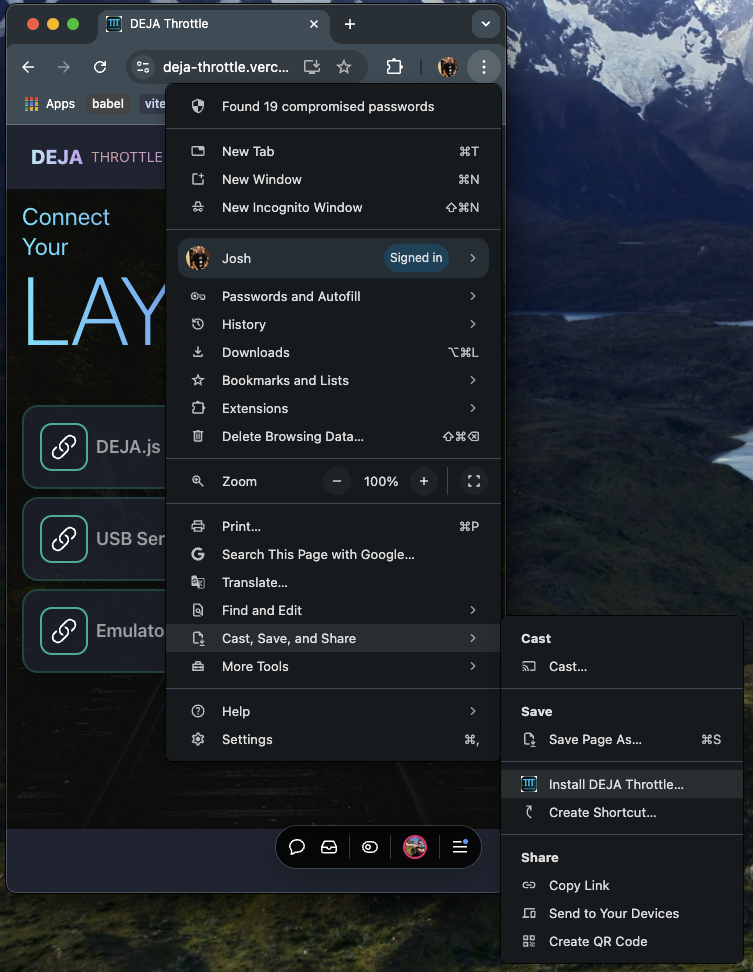 DEJA Throttle
deja-throttle.verc...
Apps babel vite
Found 19 compromised passwords
DEJA THROTTLE
New Tab ⌘T
New Window ⌘N
New Incognito Window ⇧⌘N
Connect
Your
LAY
Josh Signed in
Passwords and Autofill
History
Downloads ⌥⌘L
Bookmarks and Lists
Extensions
Delete Browsing Data... ⇧⌘⌫
DEJA.js
Zoom − 100% +
Print... ⌘P
USB Ser
Search This Page with Google...
Translate...
Find and Edit
Emulato
Cast, Save, and Share
More Tools
Help
Settings ⌘,
Cast
Cast...
Save
Save Page As... ⌘S
Install DEJA Throttle...
Create Shortcut...
Share
Copy Link
Send to Your Devices
Create QR Code